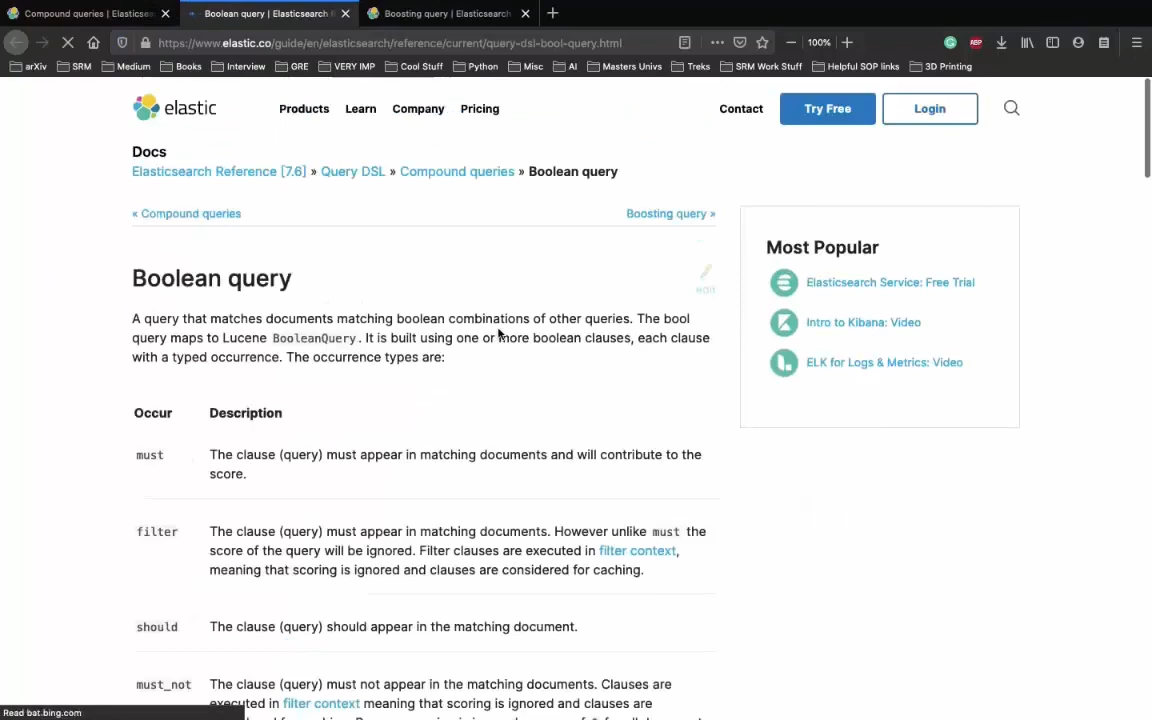 Compound queries | Elasticsea
Boolean query | Elasticsearch R
Boosting query | Elasticsearch
https://www.elastic.co/guide/en/elasticsearch/reference/current/query-dsl-bool-query.html
100%
ABP
arXiv SRM Medium Books Interview GRE VERY IMP Cool Stuff Python Misc AI Masters Univs Treks SRM Work Stuff Helpful SOP links 3D Printing
elastic Products Learn Company Pricing Contact Try Free Login
Docs
Elasticsearch Reference [7.6] » Query DSL » Compound queries » Boolean query
« Compound queries Boosting query »
Most Popular
Elasticsearch Service: Free Trial
Intro to Kibana: Video
ELK for Logs & Metrics: Video
Boolean query
edit
A query that matches documents matching boolean combinations of other queries. The bool
query maps to Lucene BooleanQuery. It is built using one or more boolean clauses, each clause
with a typed occurrence. The occurrence types are:
Occur Description
must The clause (query) must appear in matching documents and will contribute to the
score.
filter The clause (query) must appear in matching documents. However unlike must the
score of the query will be ignored. Filter clauses are executed in filter context,
meaning that scoring is ignored and clauses are considered for caching.
should The clause (query) should appear in the matching document.
must_not The clause (query) must not appear in the matching documents. Clauses are
executed in filter context meaning that scoring is ignored and clauses are considered
Read bat.bing.com